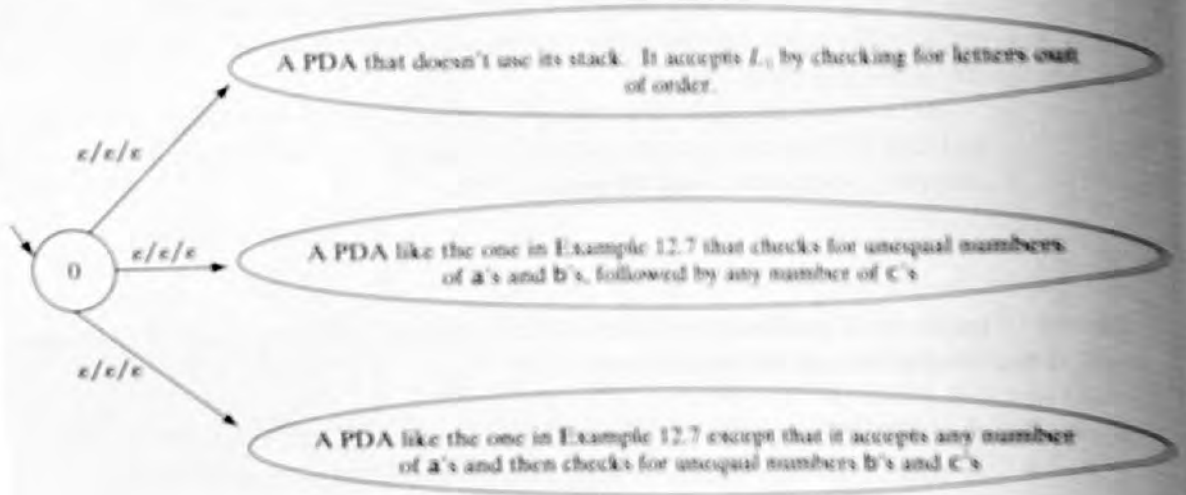 A PDA that doesn't use its stack. It accepts L₁ by checking for letters out
of order.
ε/ε/ε
0
ε/ε/ε
A PDA like the one in Example 12.7 that checks for unequal numbers
of a's and b's, followed by any number of c's
ε/ε/ε
A PDA like the one in Example 12.7 except that it accepts any number
of a's and then checks for unequal numbers b's and c's